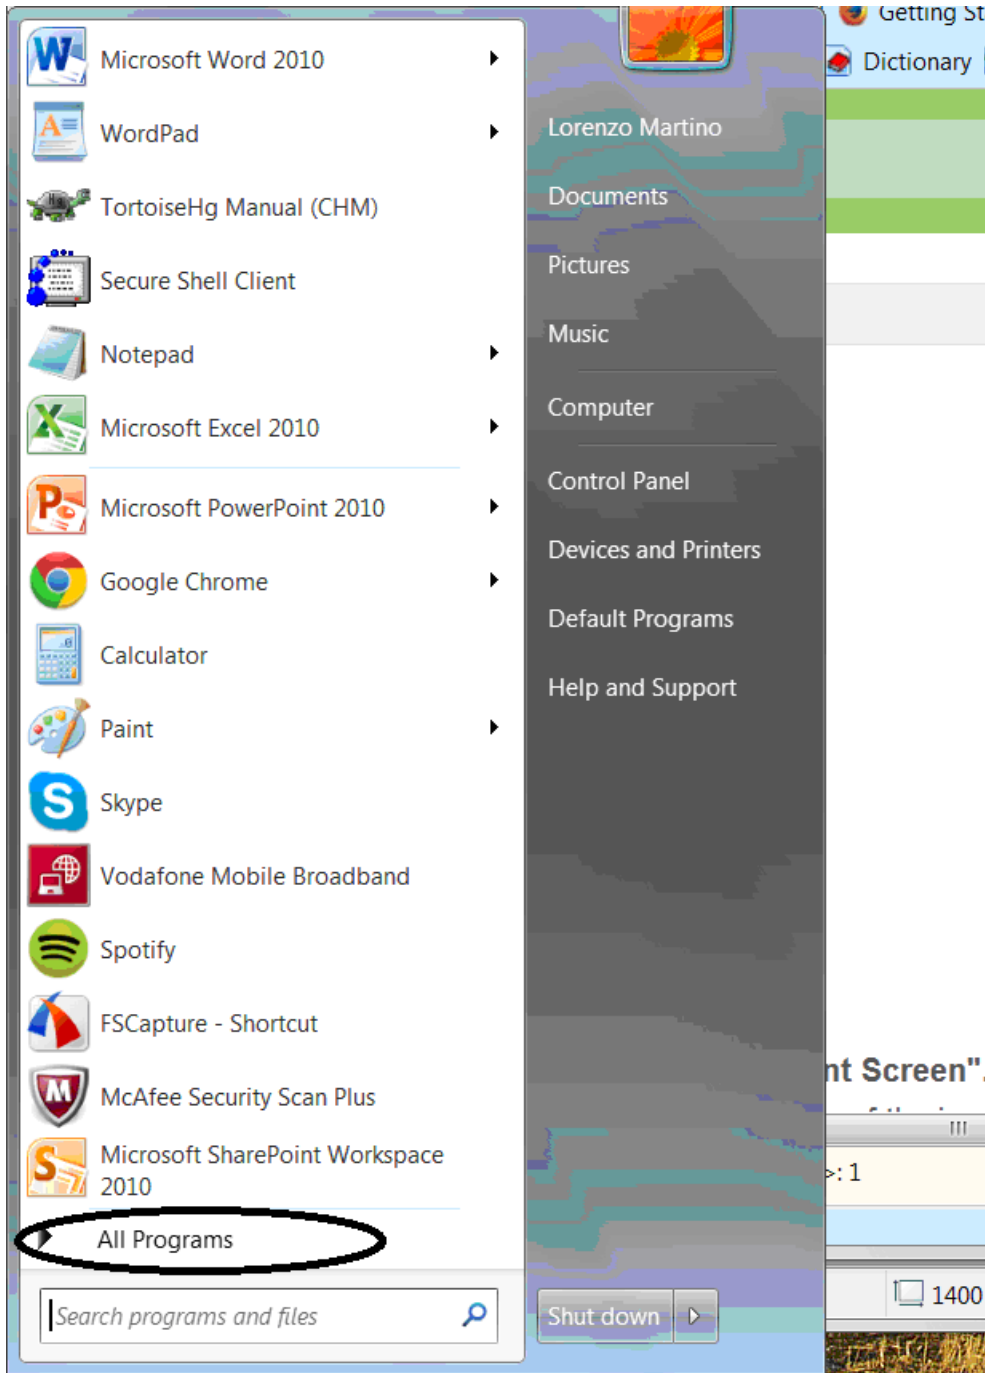 Microsoft Word 2010
WordPad
TortoiseHg Manual (CHM)
Secure Shell Client
Notepad
Microsoft Excel 2010
Microsoft PowerPoint 2010
Google Chrome
Calculator
Paint
Skype
Vodafone Mobile Broadband
Spotify
FSCapture - Shortcut
McAfee Security Scan Plus
Microsoft SharePoint Workspace
2010
All Programs
Search programs and files
Lorenzo Martino
Documents
Pictures
Music
Computer
Control Panel
Devices and Printers
Default Programs
Help and Support
Shut down
Getting St
Dictionary
nt Screen".
>: 1
1400